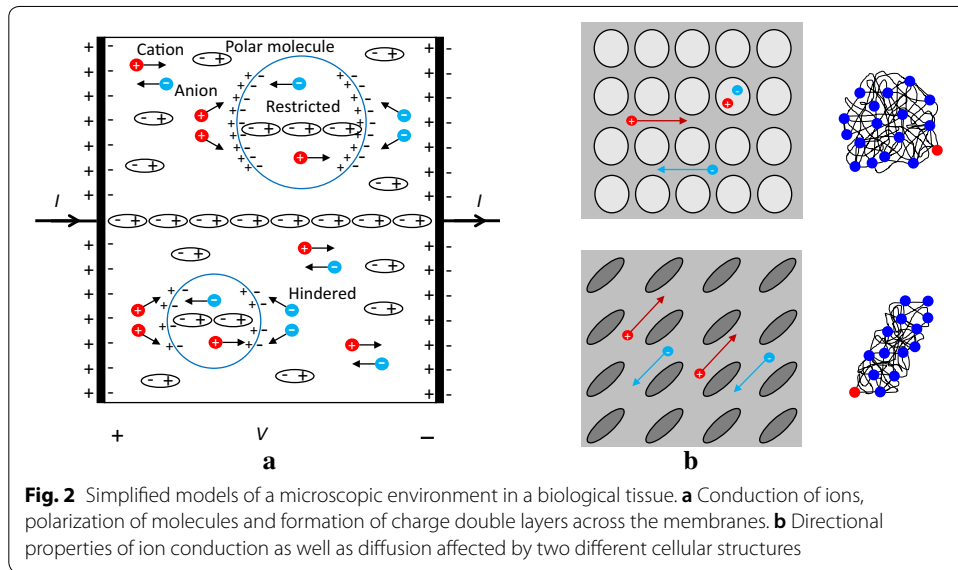 Cation
Polar molecule
Anion
Restricted
I
I
Hindered
+ V −
a
b
Fig. 2 Simplified models of a microscopic environment in a biological tissue. a Conduction of ions,
polarization of molecules and formation of charge double layers across the membranes. b Directional
properties of ion conduction as well as diffusion affected by two different cellular structures